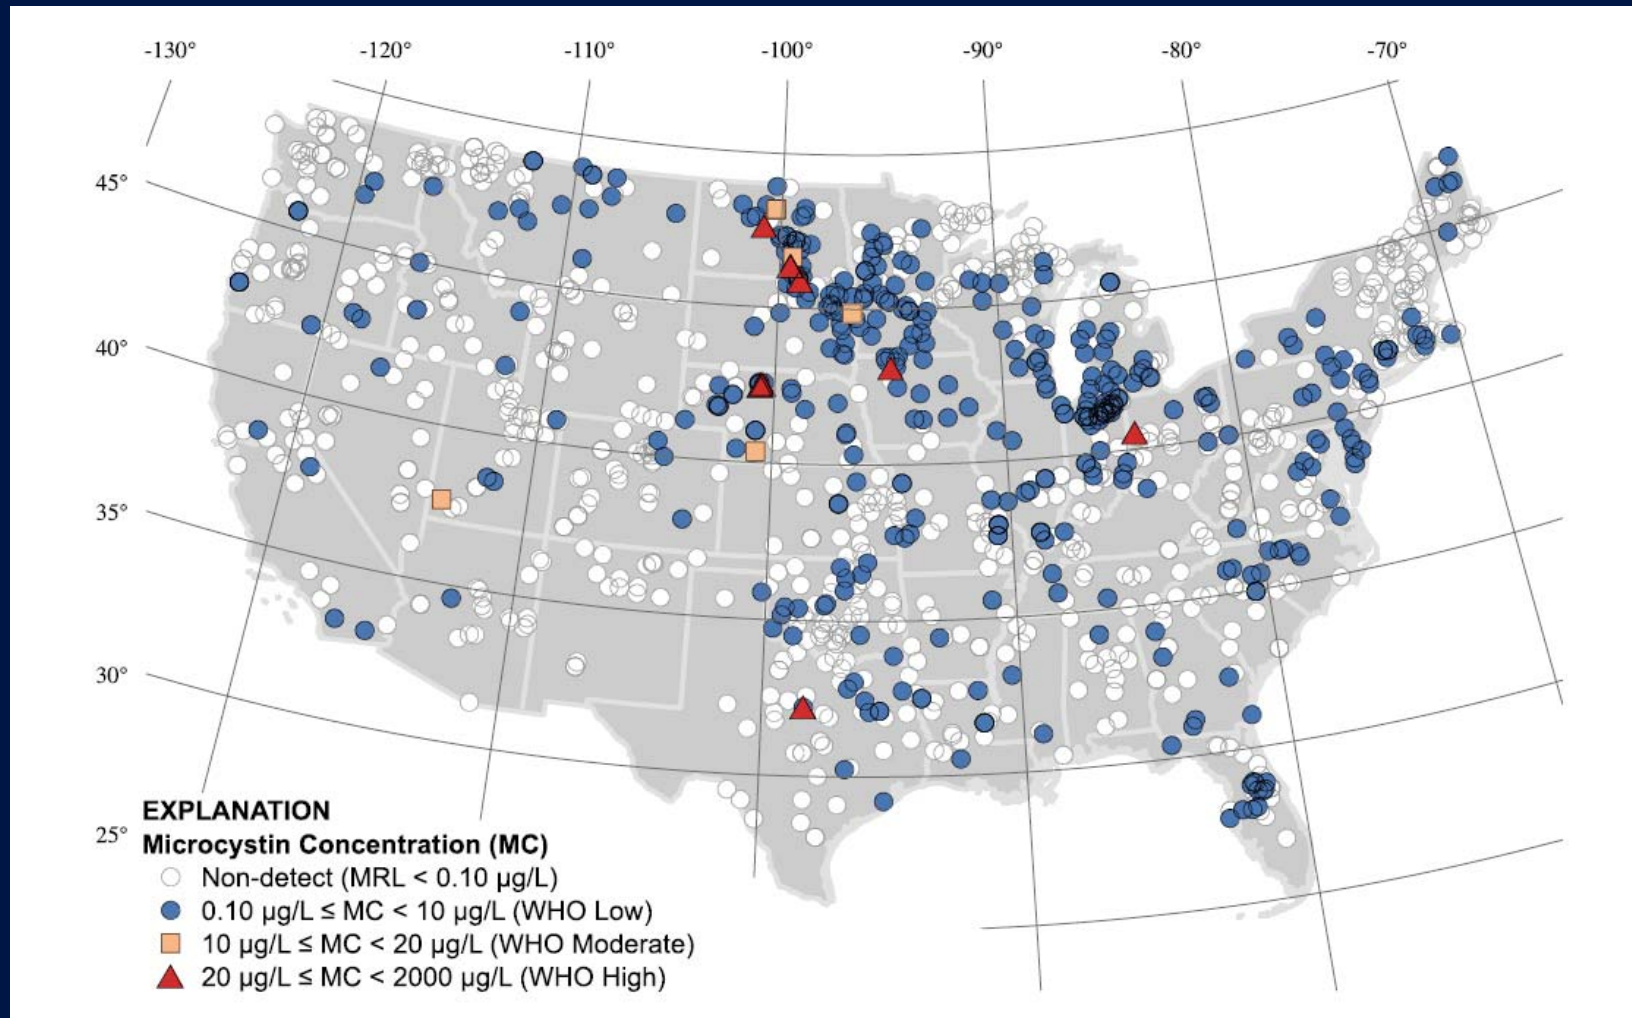 -130° -120° -110° -100° -90° -80° -70°
45°
40°
35°
30°
25°
EXPLANATION
Microcystin Concentration (MC)
Non-detect (MRL < 0.10 µg/L)
0.10 µg/L ≤ MC < 10 µg/L (WHO Low)
10 µg/L ≤ MC < 20 µg/L (WHO Moderate)
20 µg/L ≤ MC < 2000 µg/L (WHO High)